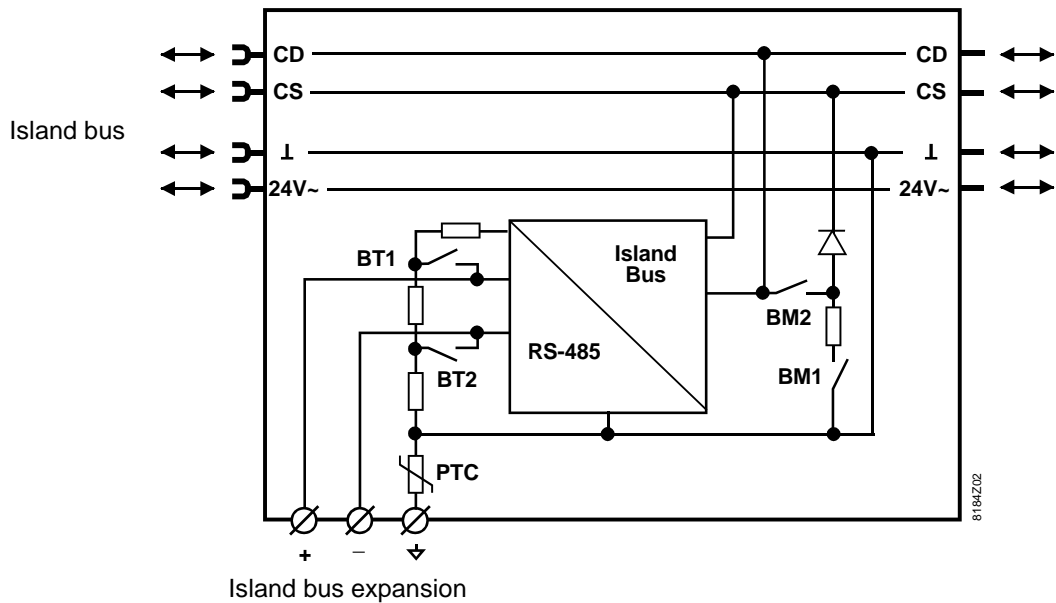 CD CD
CS CS
Island bus
⊥ ⊥
24V~ 24V~
Island
Bus
BT1
BM2
RS-485
BT2
BM1
PTC
8184Z02
+ –
Island bus expansion